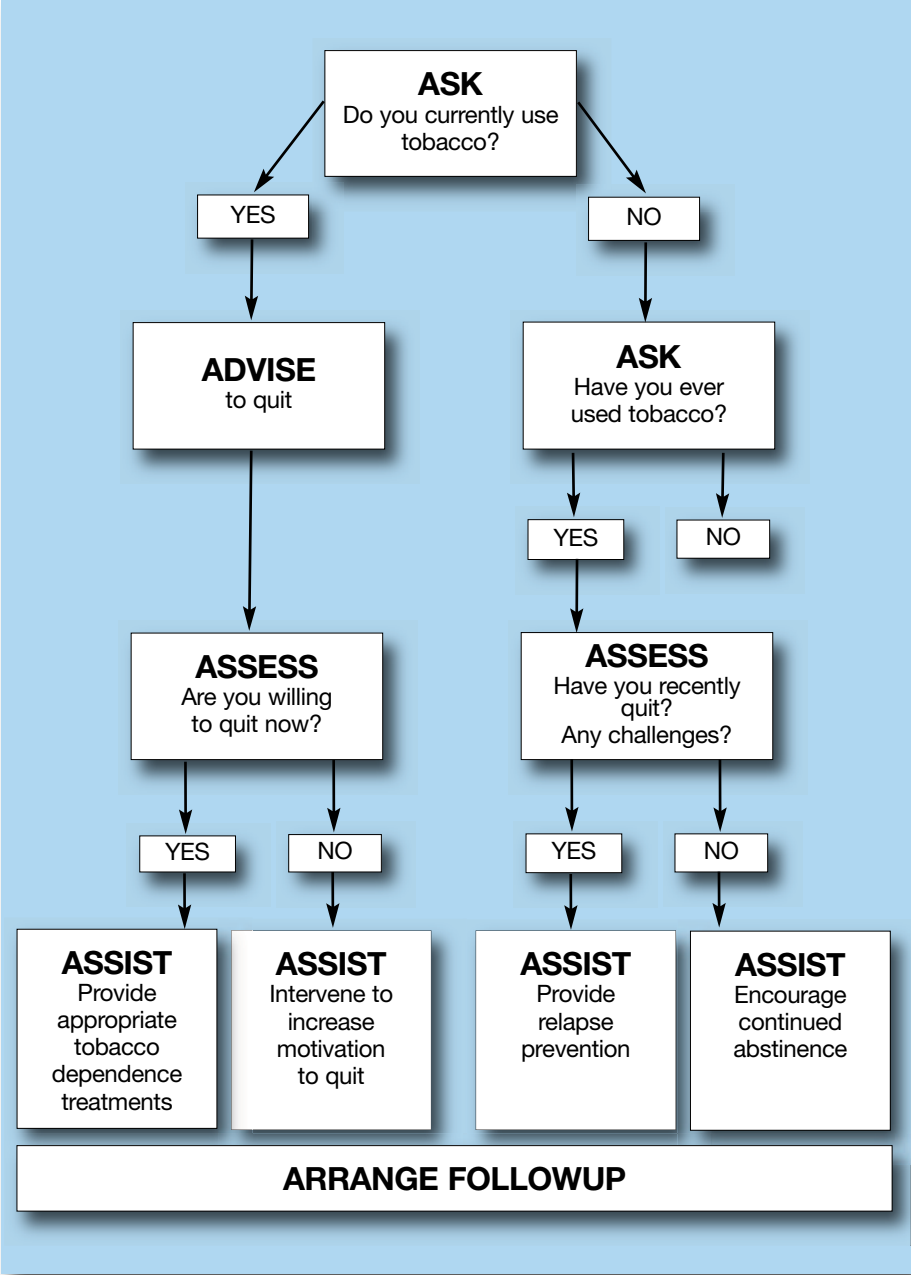 ASK
Do you currently use
tobacco?
YES
NO
ADVISE
to quit
ASK
Have you ever
used tobacco?
YES
NO
ASSESS
Are you willing
to quit now?
ASSESS
Have you recently
quit?
Any challenges?
YES
NO
YES
NO
ASSIST
Provide
appropriate
tobacco
dependence
treatments
ASSIST
Intervene to
increase
motivation
to quit
ASSIST
Provide
relapse
prevention
ASSIST
Encourage
continued
abstinence
ARRANGE FOLLOWUP